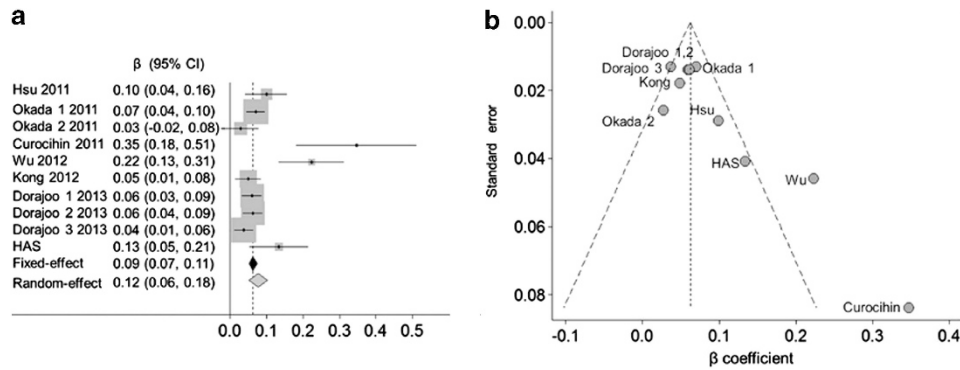 a
β (95% CI)
Hsu 2011 0.10 (0.04, 0.16)
Okada 1 2011 0.07 (0.04, 0.10)
Okada 2 2011 0.03 (-0.02, 0.08)
Curocihin 2011 0.35 (0.18, 0.51)
Wu 2012 0.22 (0.13, 0.31)
Kong 2012 0.05 (0.01, 0.08)
Dorajoo 1 2013 0.06 (0.03, 0.09)
Dorajoo 2 2013 0.06 (0.04, 0.09)
Dorajoo 3 2013 0.04 (0.01, 0.06)
HAS 0.13 (0.05, 0.21)
Fixed-effect 0.09 (0.07, 0.11)
Random-effect 0.12 (0.06, 0.18)
0.0 0.1 0.2 0.3 0.4 0.5
b
Standard error
0.00
0.02
0.04
0.06
0.08
Dorajoo 1,2
Dorajoo 3
Okada 1
Kong
Okada 2
Hsu
HAS
Wu
Curocihin
-0.1 0.0 0.1 0.2 0.3 0.4
β coefficient